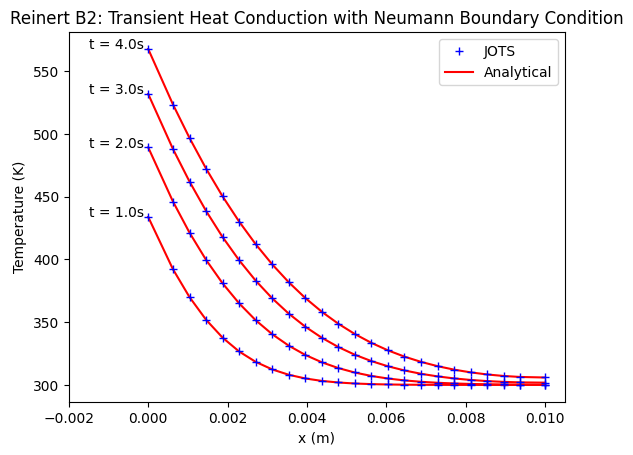 Reinert B2: Transient Heat Conduction with Neumann Boundary Condition
JOTS
Analytical
t = 4.0s
t = 3.0s
t = 2.0s
t = 1.0s
550
500
450
400
350
300
Temperature (K)
−0.002
0.000
0.002
0.004
0.006
0.008
0.010
x (m)